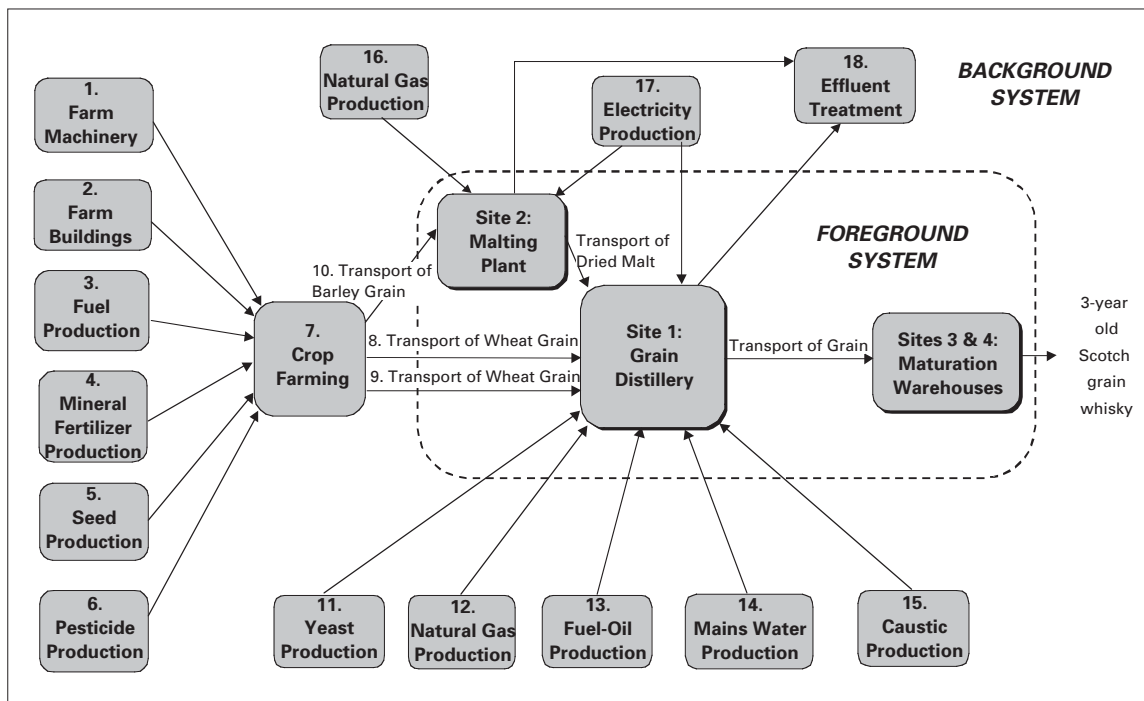 1.
Farm
Machinery
2.
Farm
Buildings
3.
Fuel
Production
4.
Mineral
Fertilizer
Production
5.
Seed
Production
6.
Pesticide
Production
7.
Crop
Farming
16.
Natural Gas
Production
17.
Electricity
Production
18.
Effluent
Treatment
BACKGROUND
SYSTEM
Site 2:
Malting
Plant
Transport of
Dried Malt
FOREGROUND
SYSTEM
10. Transport of
Barley Grain
8. Transport of Wheat Grain
9. Transport of Wheat Grain
Site 1:
Grain
Distillery
Transport of Grain
Sites 3 & 4:
Maturation
Warehouses
3-year
old
Scotch
grain
whisky
11.
Yeast
Production
12.
Natural Gas
Production
13.
Fuel-Oil
Production
14.
Mains Water
Production
15.
Caustic
Production